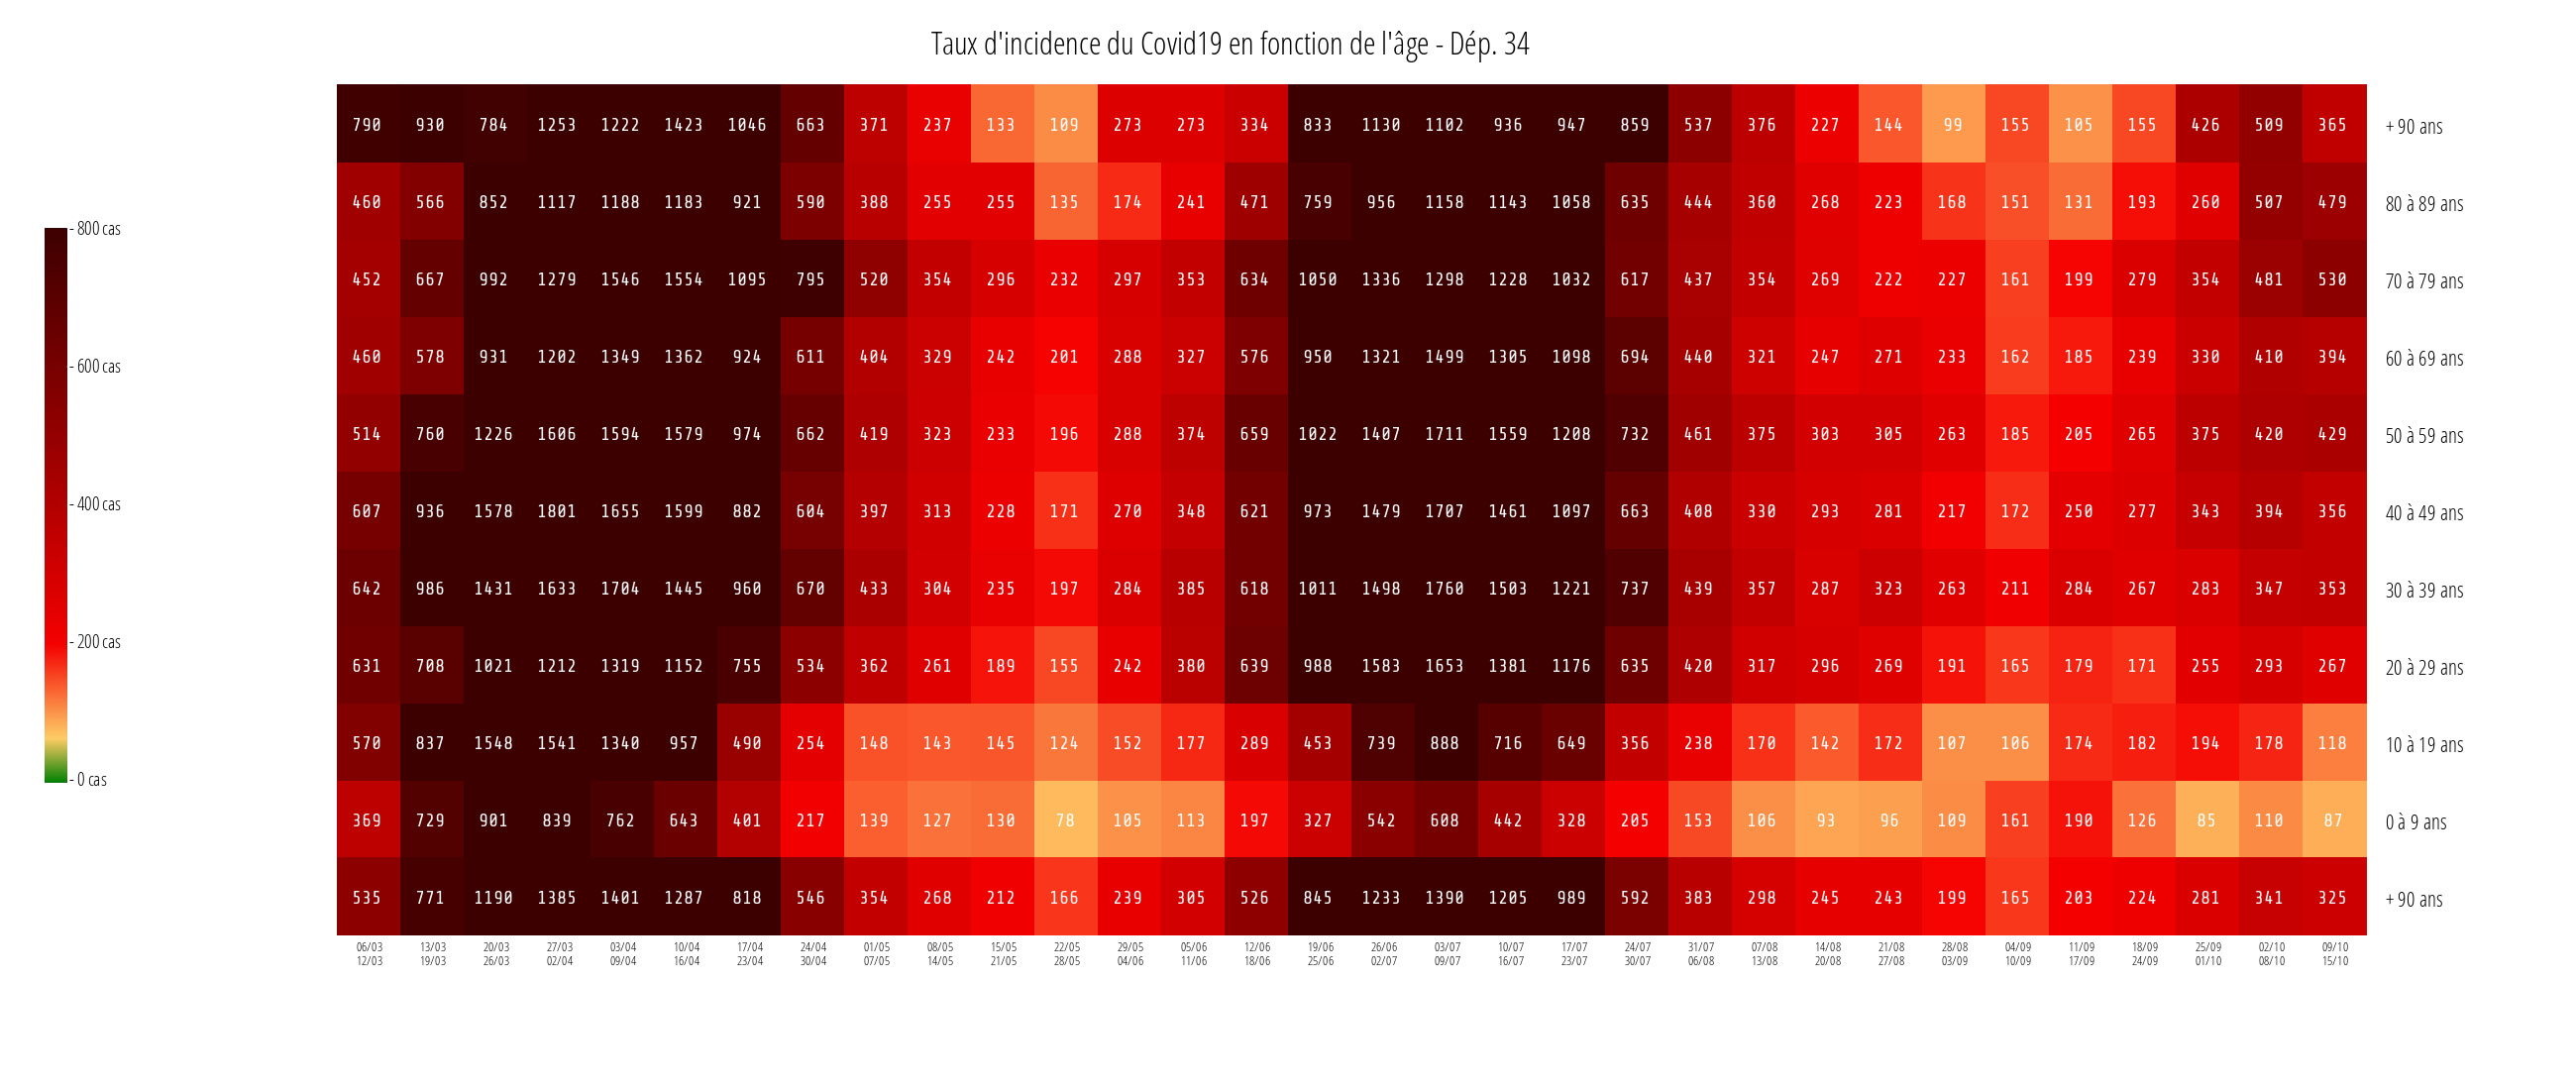 Taux d'incidence du Covid19 en fonction de l'âge - Dép. 34
- 800 cas
- 600 cas
- 400 cas
- 200 cas
- 0 cas
790 930 784 1253 1222 1423 1046 663 371 237 133 109 273 273 334 833 1130 1102 936 947 859 537 376 227 144 99 155 105 155 426 509 365 + 90 ans
460 566 852 1117 1188 1183 921 590 388 255 255 135 174 241 471 759 956 1158 1143 1058 635 444 360 268 223 168 151 131 193 260 507 479 80 à 89 ans
452 667 992 1279 1546 1554 1095 795 520 354 296 232 297 353 634 1050 1336 1298 1228 1032 617 437 354 269 222 227 161 199 279 354 481 530 70 à 79 ans
460 578 931 1202 1349 1362 924 611 404 329 242 201 288 327 576 950 1321 1499 1305 1098 694 440 321 247 271 233 162 185 239 330 410 394 60 à 69 ans
514 760 1226 1606 1594 1579 974 662 419 323 233 196 288 374 659 1022 1407 1711 1559 1208 732 461 375 303 305 263 185 205 265 375 420 429 50 à 59 ans
607 936 1578 1801 1655 1599 882 604 397 313 228 171 270 348 621 973 1479 1707 1461 1097 663 408 330 293 281 217 172 250 277 343 394 356 40 à 49 ans
642 986 1431 1633 1704 1445 960 670 433 304 235 197 284 385 618 1011 1498 1760 1503 1221 737 439 357 287 323 263 211 284 267 283 347 353 30 à 39 ans
631 708 1021 1212 1319 1152 755 534 362 261 189 155 242 380 639 988 1583 1653 1381 1176 635 420 317 296 269 191 165 179 171 255 293 267 20 à 29 ans
570 837 1548 1541 1340 957 490 254 148 143 145 124 152 177 289 453 739 888 716 649 356 238 170 142 172 107 106 174 182 194 178 118 10 à 19 ans
369 729 901 839 762 643 401 217 139 127 130 78 105 113 197 327 542 608 442 328 205 153 106 93 96 109 161 190 126 85 110 87 0 à 9 ans
535 771 1190 1385 1401 1287 818 546 354 268 212 166 239 305 526 845 1233 1390 1205 989 592 383 298 245 243 199 165 203 224 281 341 325 + 90 ans
06/03 13/03 20/03 27/03 03/04 10/04 17/04 24/04 01/05 08/05 15/05 22/05 29/05 05/06 12/06 19/06 26/06 03/07 10/07 17/07 24/07 31/07 07/08 14/08 21/08 28/08 04/09 11/09 18/09 25/09 02/10 09/10
12/03 19/03 26/03 02/04 09/04 16/04 23/04 30/04 07/05 14/05 21/05 28/05 04/06 11/06 18/06 25/06 02/07 09/07 16/07 23/07 30/07 06/08 13/08 20/08 27/08 03/09 10/09 17/09 24/09 01/10 08/10 15/10